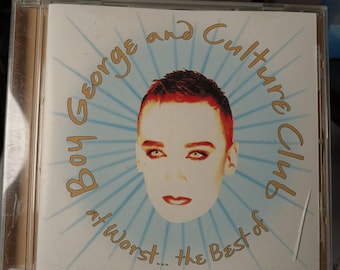 Boy George and Culture Club
at Worst... the Best of